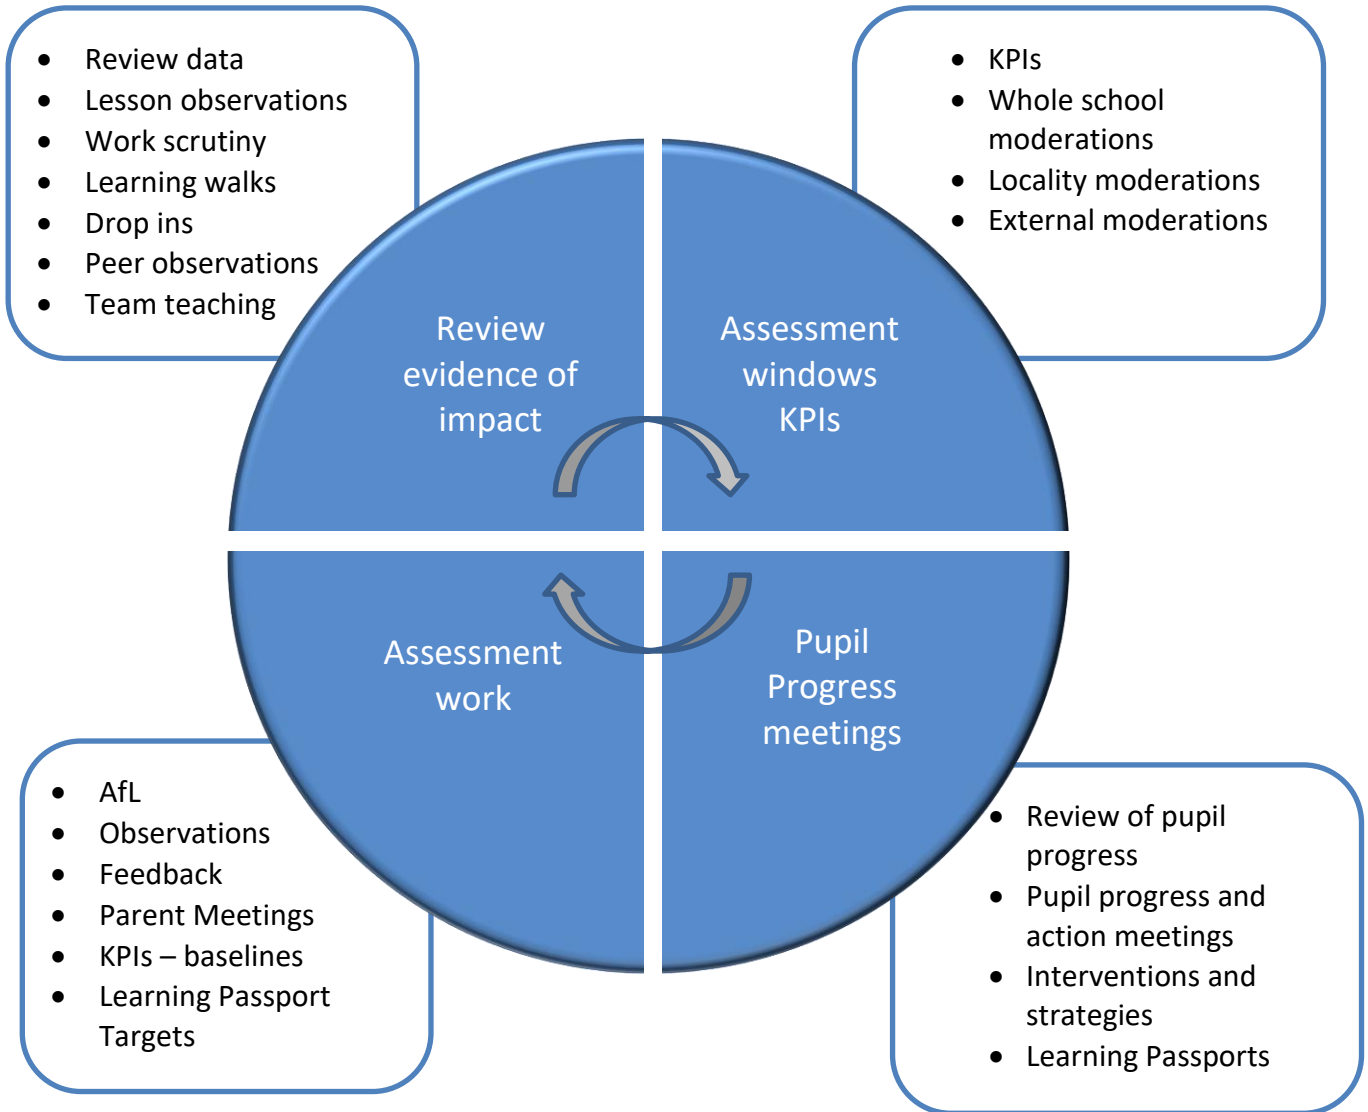 • Review data
• Lesson observations
• Work scrutiny
• Learning walks
• Drop ins
• Peer observations
• Team teaching
• KPIs
• Whole school
moderations
• Locality moderations
• External moderations
Review
evidence of
impact
Assessment
windows
KPIs
Assessment
work
Pupil
Progress
meetings
• AfL
• Observations
• Feedback
• Parent Meetings
• KPIs – baselines
• Learning Passport
Targets
• Review of pupil
progress
• Pupil progress and
action meetings
• Interventions and
strategies
• Learning Passports